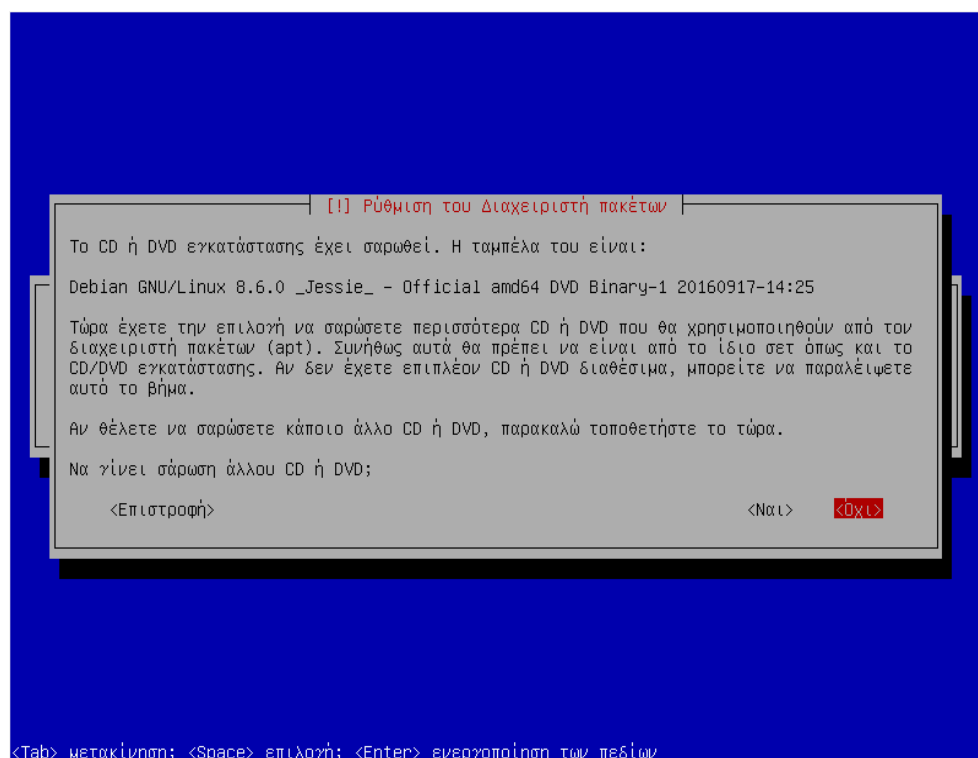 [!] Ρύθμιση του Διαχειριστή πακέτων
Το CD ή DVD εγκατάστασης έχει σαρωθεί. Η ταμπέλα του είναι:
Debian GNU/Linux 8.6.0 _Jessie_ - Official amd64 DVD Binary-1 20160917-14:25
Τώρα έχετε την επιλογή να σαρώσετε περισσότερα CD ή DVD που θα χρησιμοποιηθούν από τον
διαχειριστή πακέτων (apt). Συνήθως αυτά θα πρέπει να είναι από το ίδιο σετ όπως και το
CD/DVD εγκατάστασης. Αν δεν έχετε επιπλέον CD ή DVD διαθέσιμα, μπορείτε να παραλείψετε
αυτό το βήμα.
Αν θέλετε να σαρώσετε κάποιο άλλο CD ή DVD, παρακαλώ τοποθετήστε το τώρα.
Να γίνει σάρωση άλλου CD ή DVD;
<Επιστροφή> <Ναι> <Όχι>
<Tab> μετακίνηση; <Space> επιλογή; <Enter> ενεργοποίηση των πεδίων